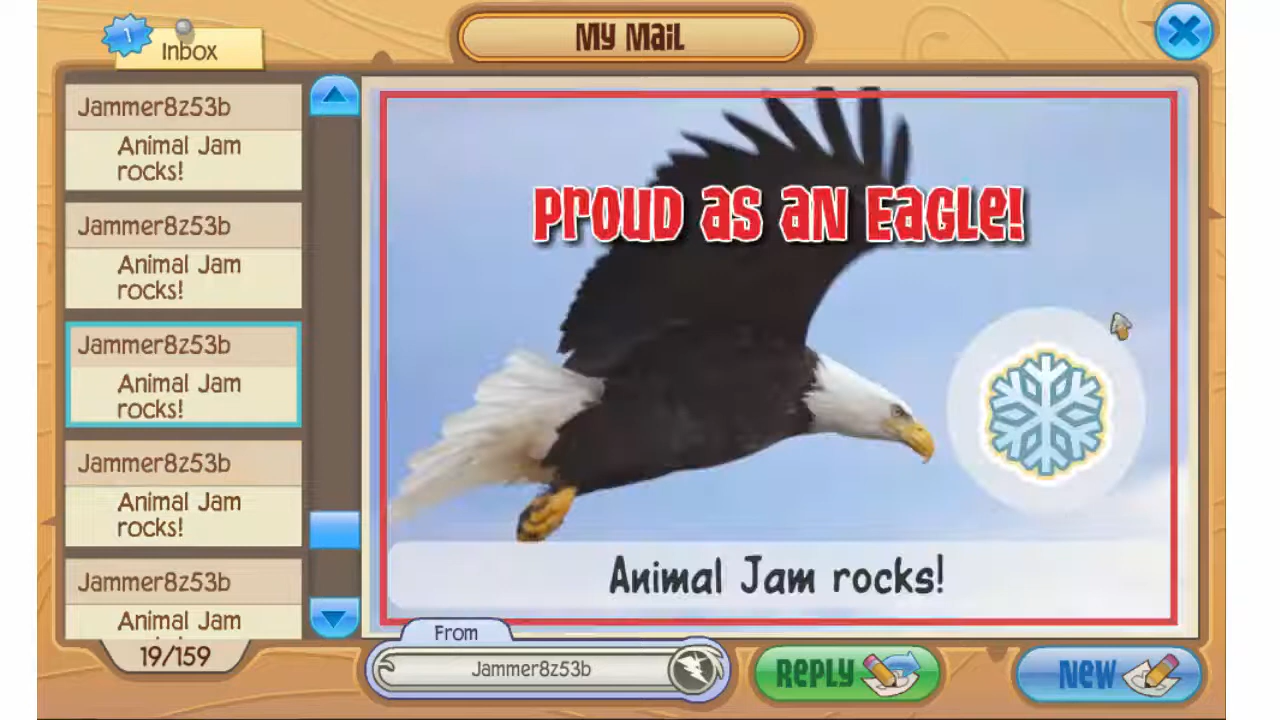 My Mail
1
Inbox
Jammer8z53b
Animal Jam
rocks!
Jammer8z53b
Animal Jam
rocks!
Jammer8z53b
Animal Jam
rocks!
Jammer8z53b
Animal Jam
rocks!
Jammer8z53b
Animal Jam
19/159
PROUD as aN EaGLE!
Animal Jam rocks!
From
Jammer8z53b
REPLY
NEW